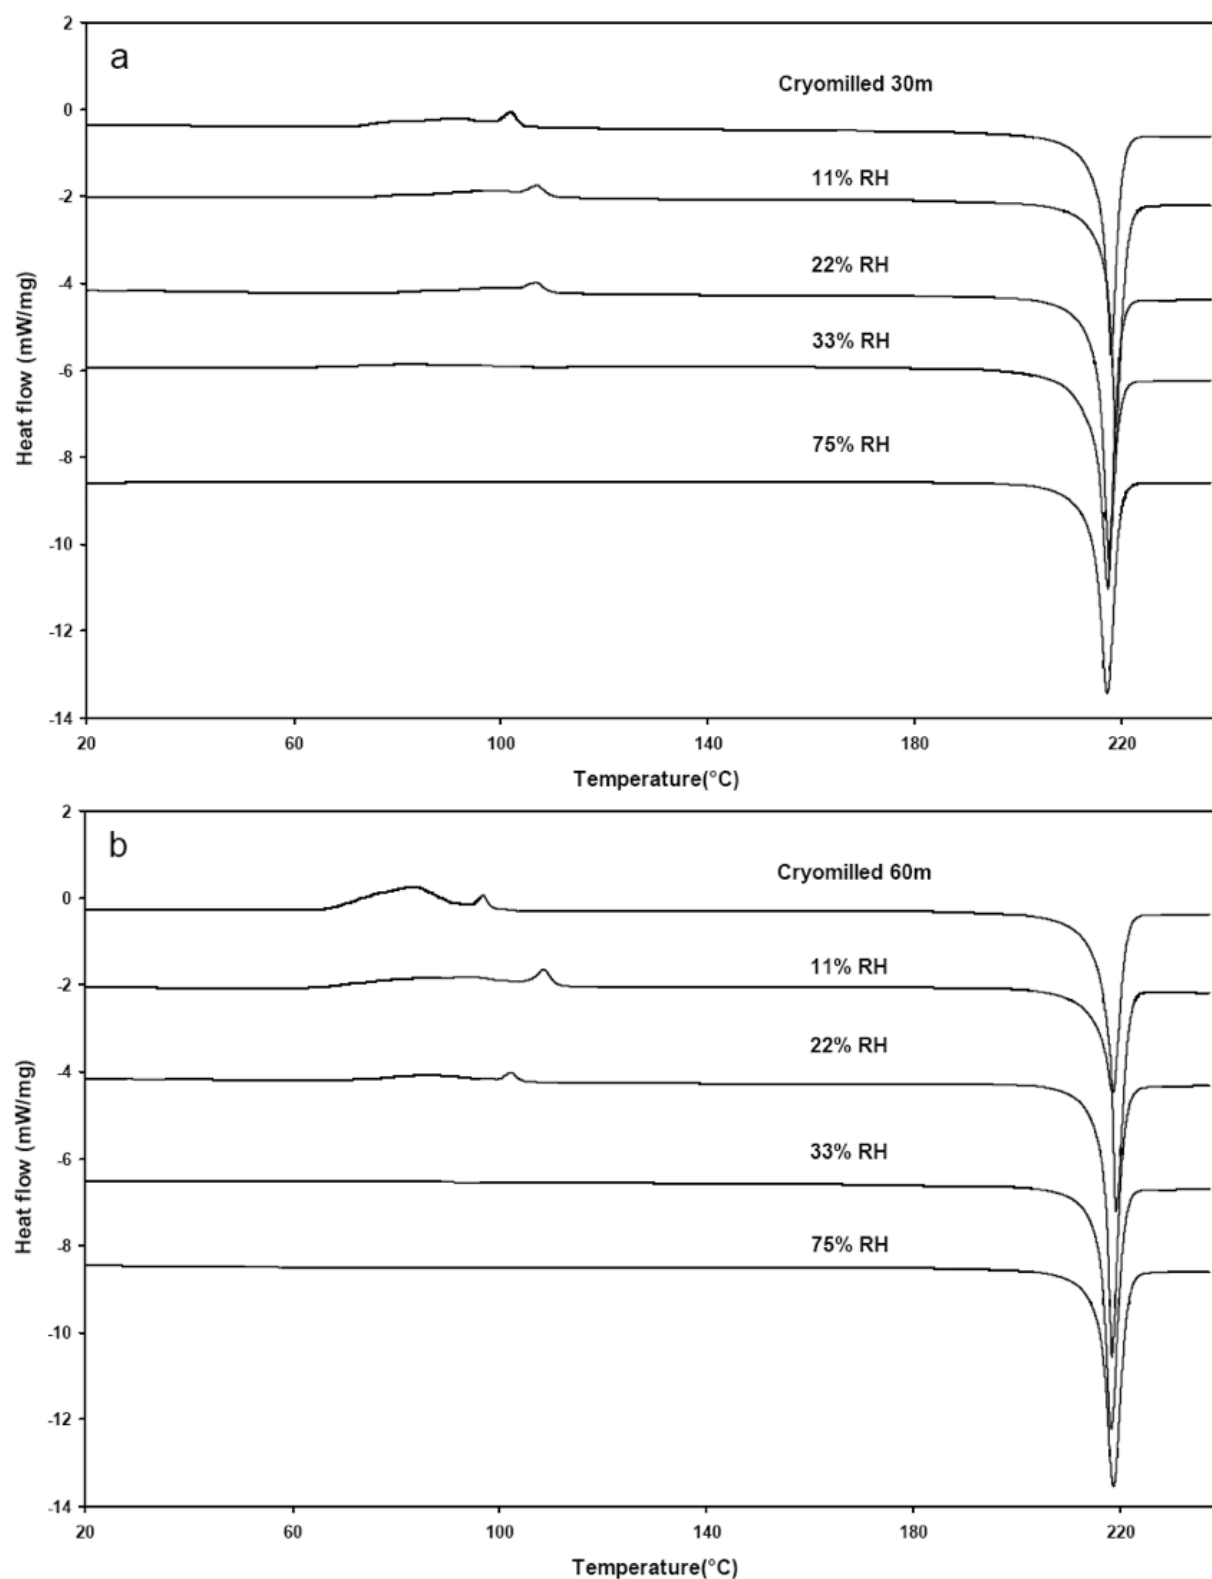 a
Cryomilled 30m
11% RH
22% RH
33% RH
75% RH
Heat flow (mW/mg)
2
0
-2
-4
-6
-8
-10
-12
-14
20 60 100 140 180 220
Temperature(°C)
b
Cryomilled 60m
11% RH
22% RH
33% RH
75% RH
Heat flow (mW/mg)
2
0
-2
-4
-6
-8
-10
-12
-14
20 60 100 140 180 220
Temperature(°C)